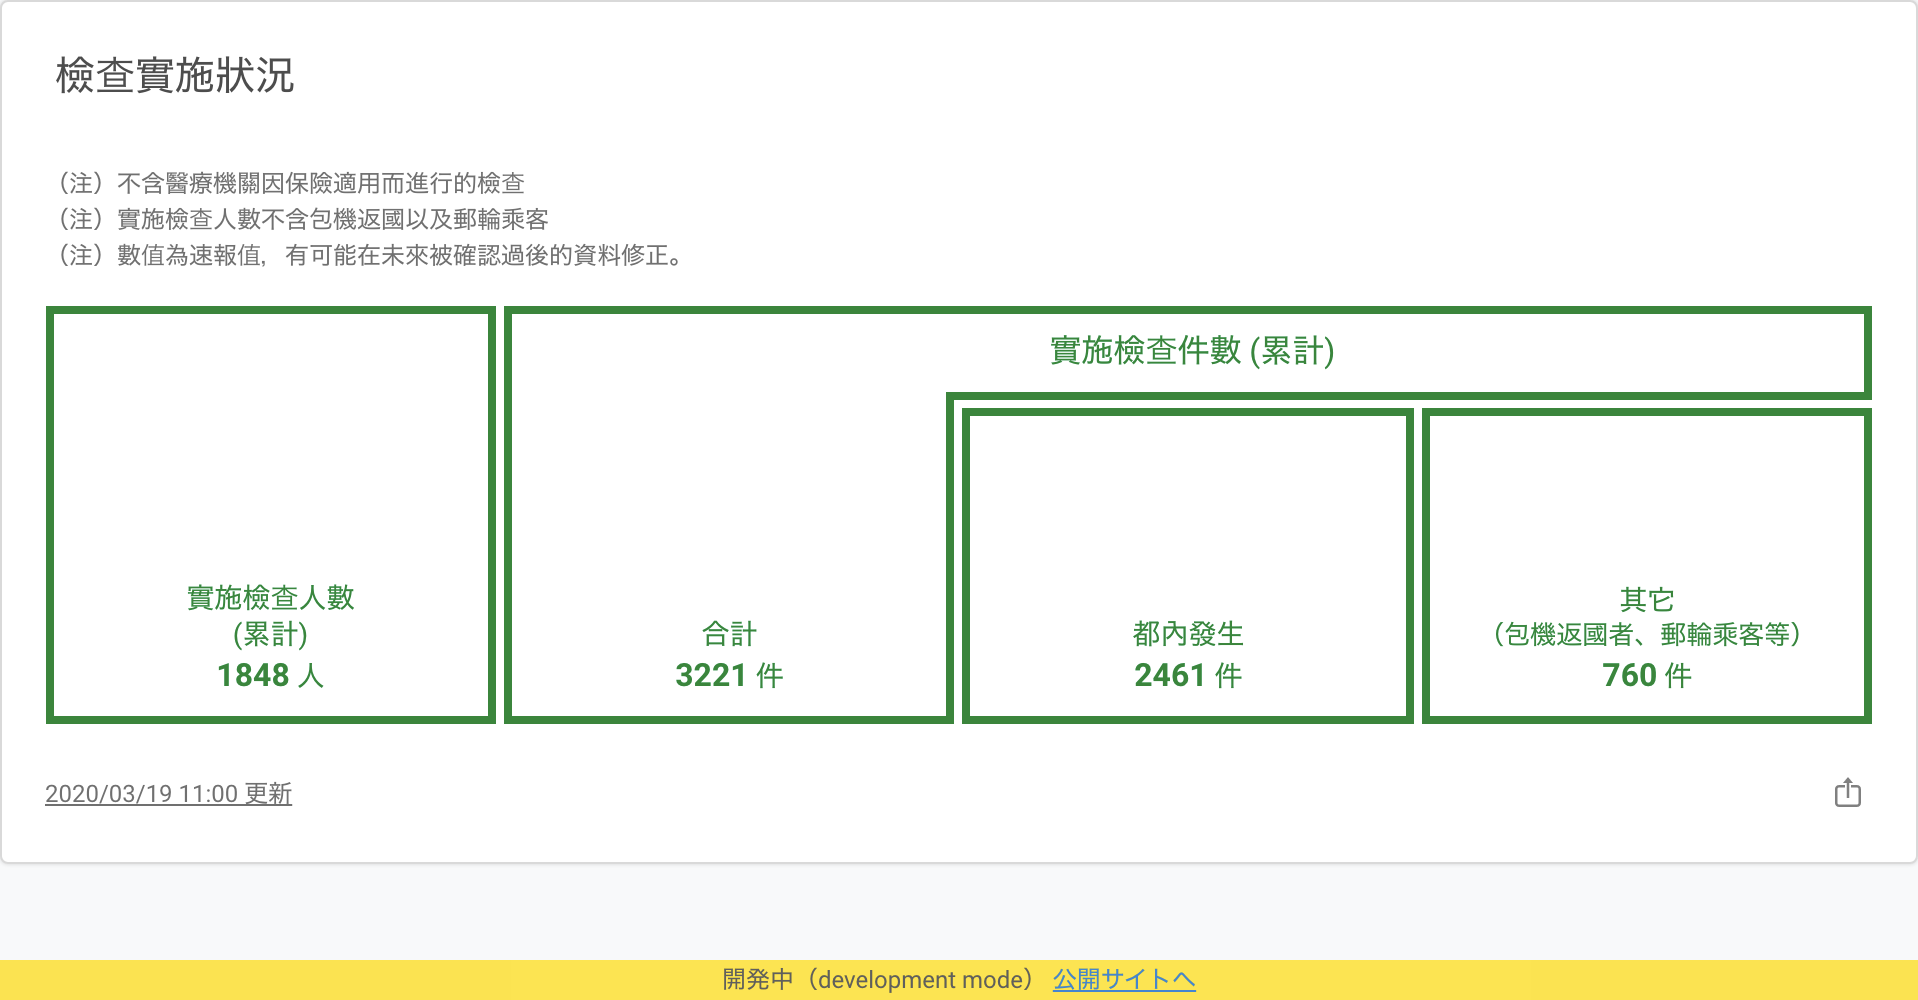 檢查實施狀況
（注）不含醫療機關因保險適用而進行的檢查
（注）實施檢查人數不含包機返國以及郵輪乘客
（注）數值為速報值，有可能在未來被確認過後的資料修正。
實施檢查人數
(累計)
1848 人
實施檢查件數 (累計)
合計
3221 件
都內發生
2461 件
其它
（包機返國者、郵輪乘客等）
760 件
2020/03/19 11:00 更新
開発中（development mode） 公開サイトへ